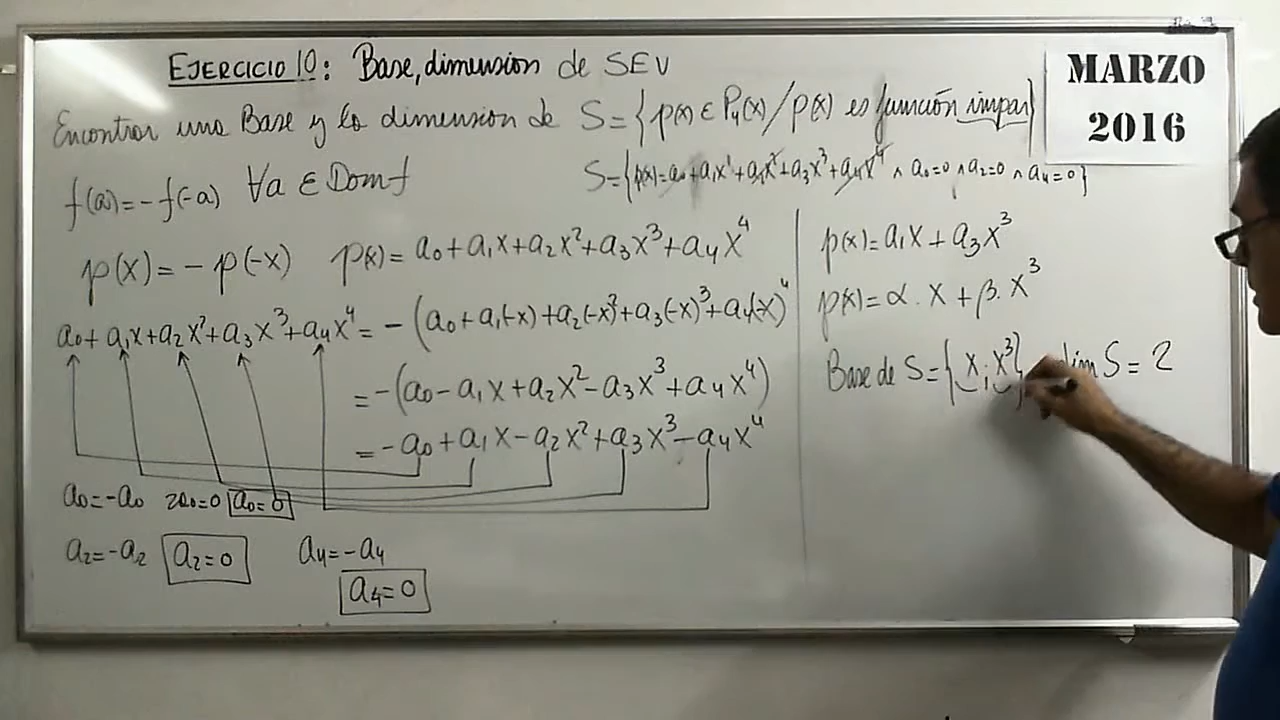 EJERCICIO 10: Base, dimension de SEV
MARZO
2016
Encontrar una Base y la dimension de S={p(x) ∈ P₄(x) / p(x) es función impar}
S={p(x)=a₀+a₁x¹+a₂x²+a₃x³+a₄x⁴ ∧ a₀=0 ∧ a₂=0 ∧ a₄=0}
f(a)=-f(-a) ∀a ∈ Dom f
p(x)=-p(-x) p(x)=a₀+a₁x+a₂x²+a₃x³+a₄x⁴
a₀+a₁x+a₂x²+a₃x³+a₄x⁴=-(a₀+a₁(-x)+a₂(-x)²+a₃(-x)³+a₄(-x)⁴)
=-(a₀-a₁x+a₂x²-a₃x³+a₄x⁴)
=-a₀+a₁x-a₂x²+a₃x³-a₄x⁴
a₀=-a₀ 2a₀=0 a₀=0
a₂=-a₂ a₂=0 a₄=-a₄
a₄=0
p(x)=a₁x+a₃x³
p(x)=α.x+β.x³
Base de S={x;x³} dim S=2